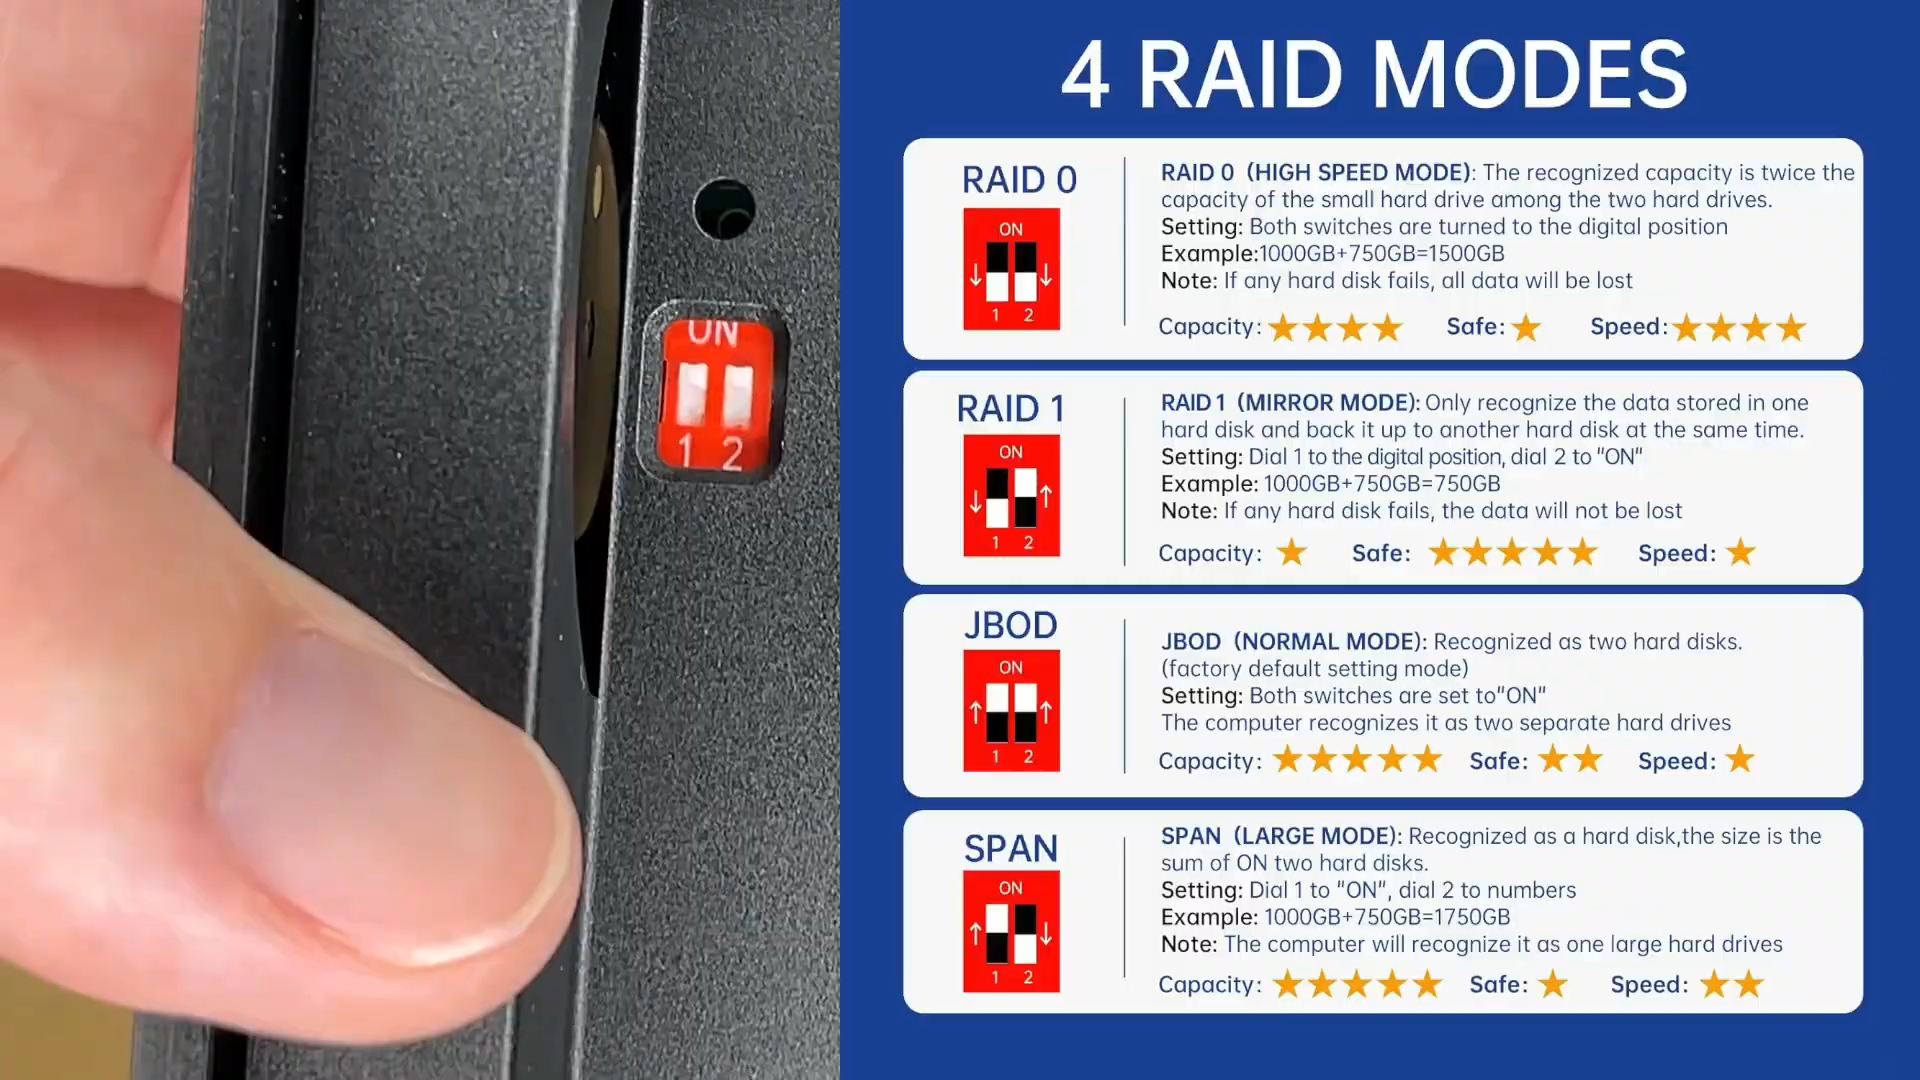 ON
1 2
4 RAID MODES
RAID 0
ON
1 2
RAID 0 (HIGH SPEED MODE): The recognized capacity is twice the
capacity of the small hard drive among the two hard drives.
Setting: Both switches are turned to the digital position
Example:1000GB+750GB=1500GB
Note: If any hard disk fails, all data will be lost
Capacity: Safe: Speed:
RAID 1
ON
1 2
RAID 1 (MIRROR MODE): Only recognize the data stored in one
hard disk and back it up to another hard disk at the same time.
Setting: Dial 1 to the digital position, dial 2 to "ON"
Example: 1000GB+750GB=750GB
Note: If any hard disk fails, the data will not be lost
Capacity: Safe: Speed:
JBOD
ON
1 2
JBOD (NORMAL MODE): Recognized as two hard disks.
(factory default setting mode)
Setting: Both switches are set to"ON"
The computer recognizes it as two separate hard drives
Capacity: Safe: Speed:
SPAN
ON
1 2
SPAN (LARGE MODE): Recognized as a hard disk,the size is the
sum of ON two hard disks.
Setting: Dial 1 to "ON", dial 2 to numbers
Example: 1000GB+750GB=1750GB
Note: The computer will recognize it as one large hard drives
Capacity: Safe: Speed: